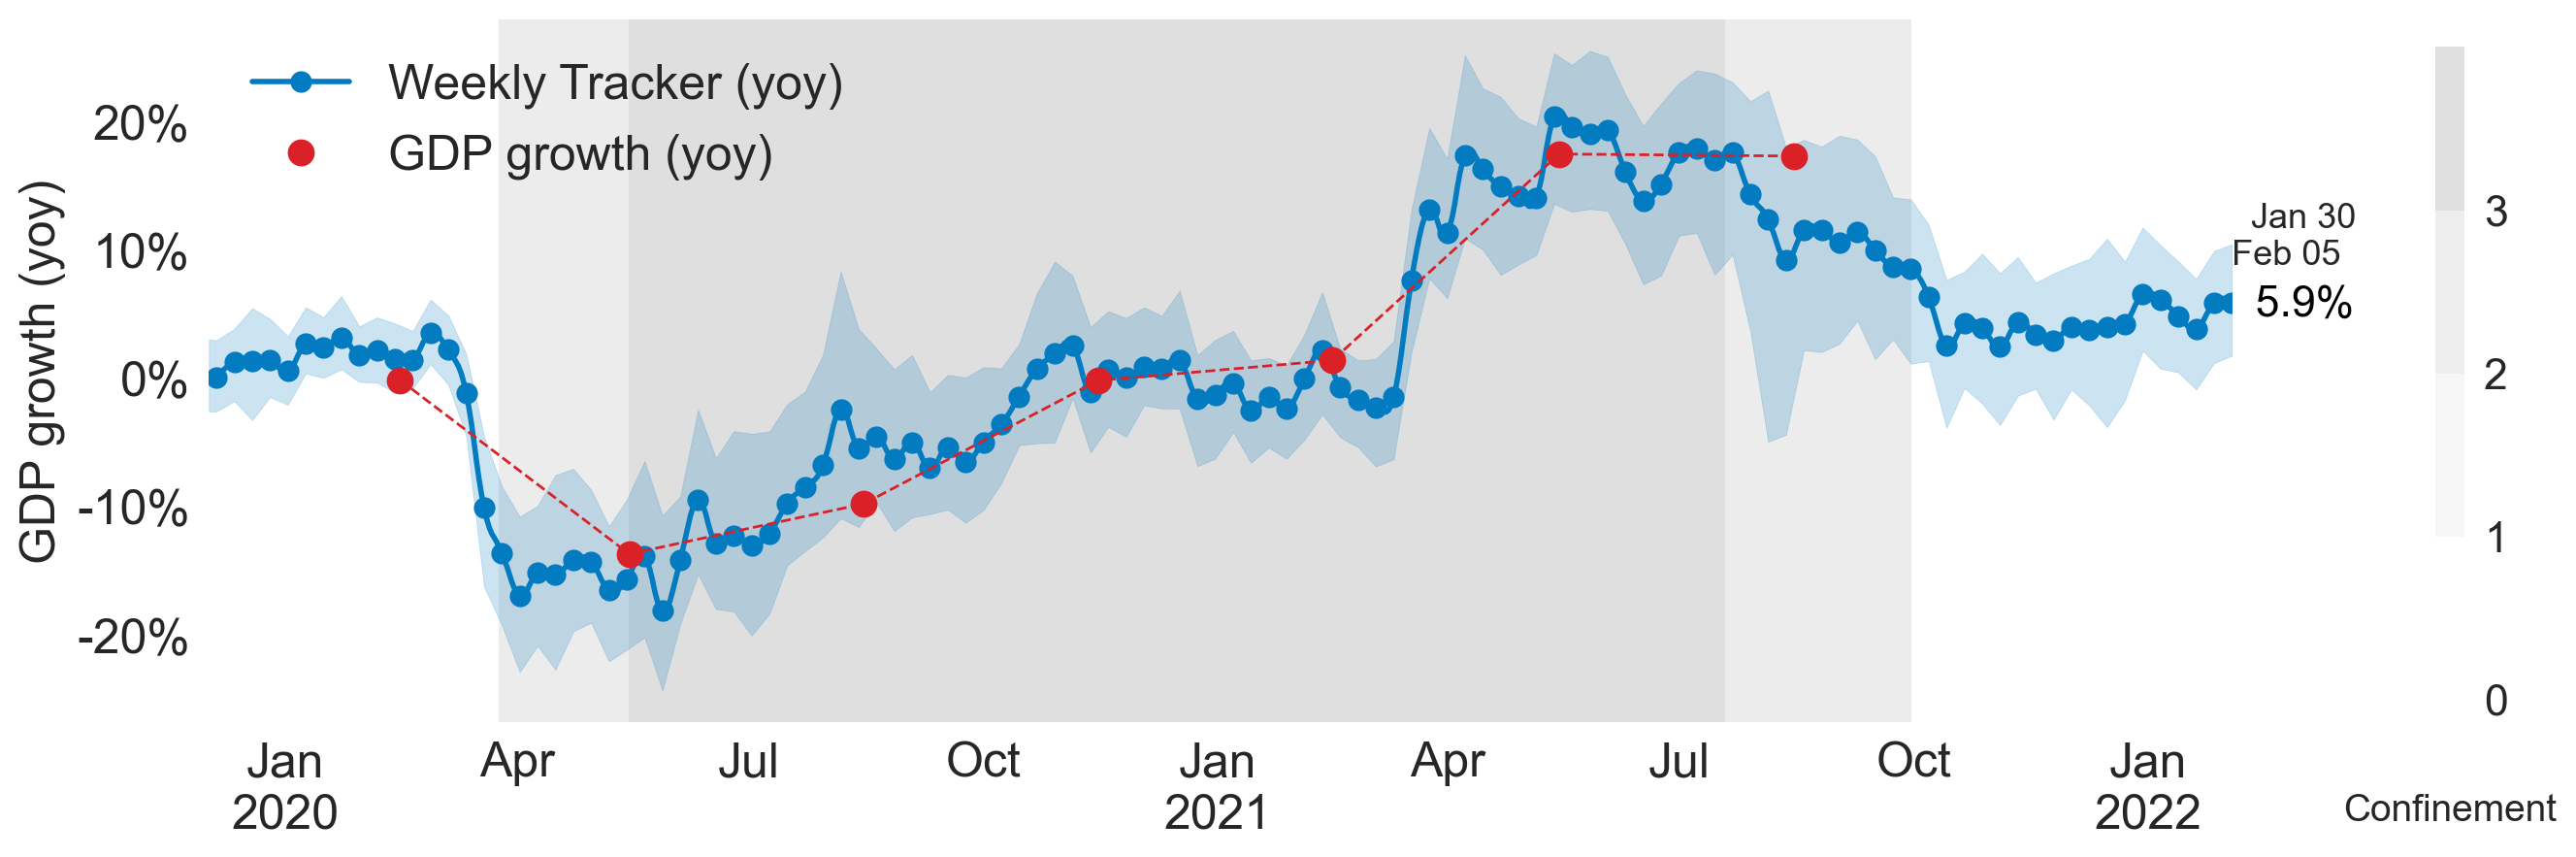 Weekly Tracker (yoy)
GDP growth (yoy)
GDP growth (yoy)
20%
10%
0%
-10%
-20%
Jan
2020
Apr
Jul
Oct
Jan
2021
Apr
Jul
Oct
Jan
2022
Jan 30
Feb 05
5.9%
3
2
1
0
Confinement